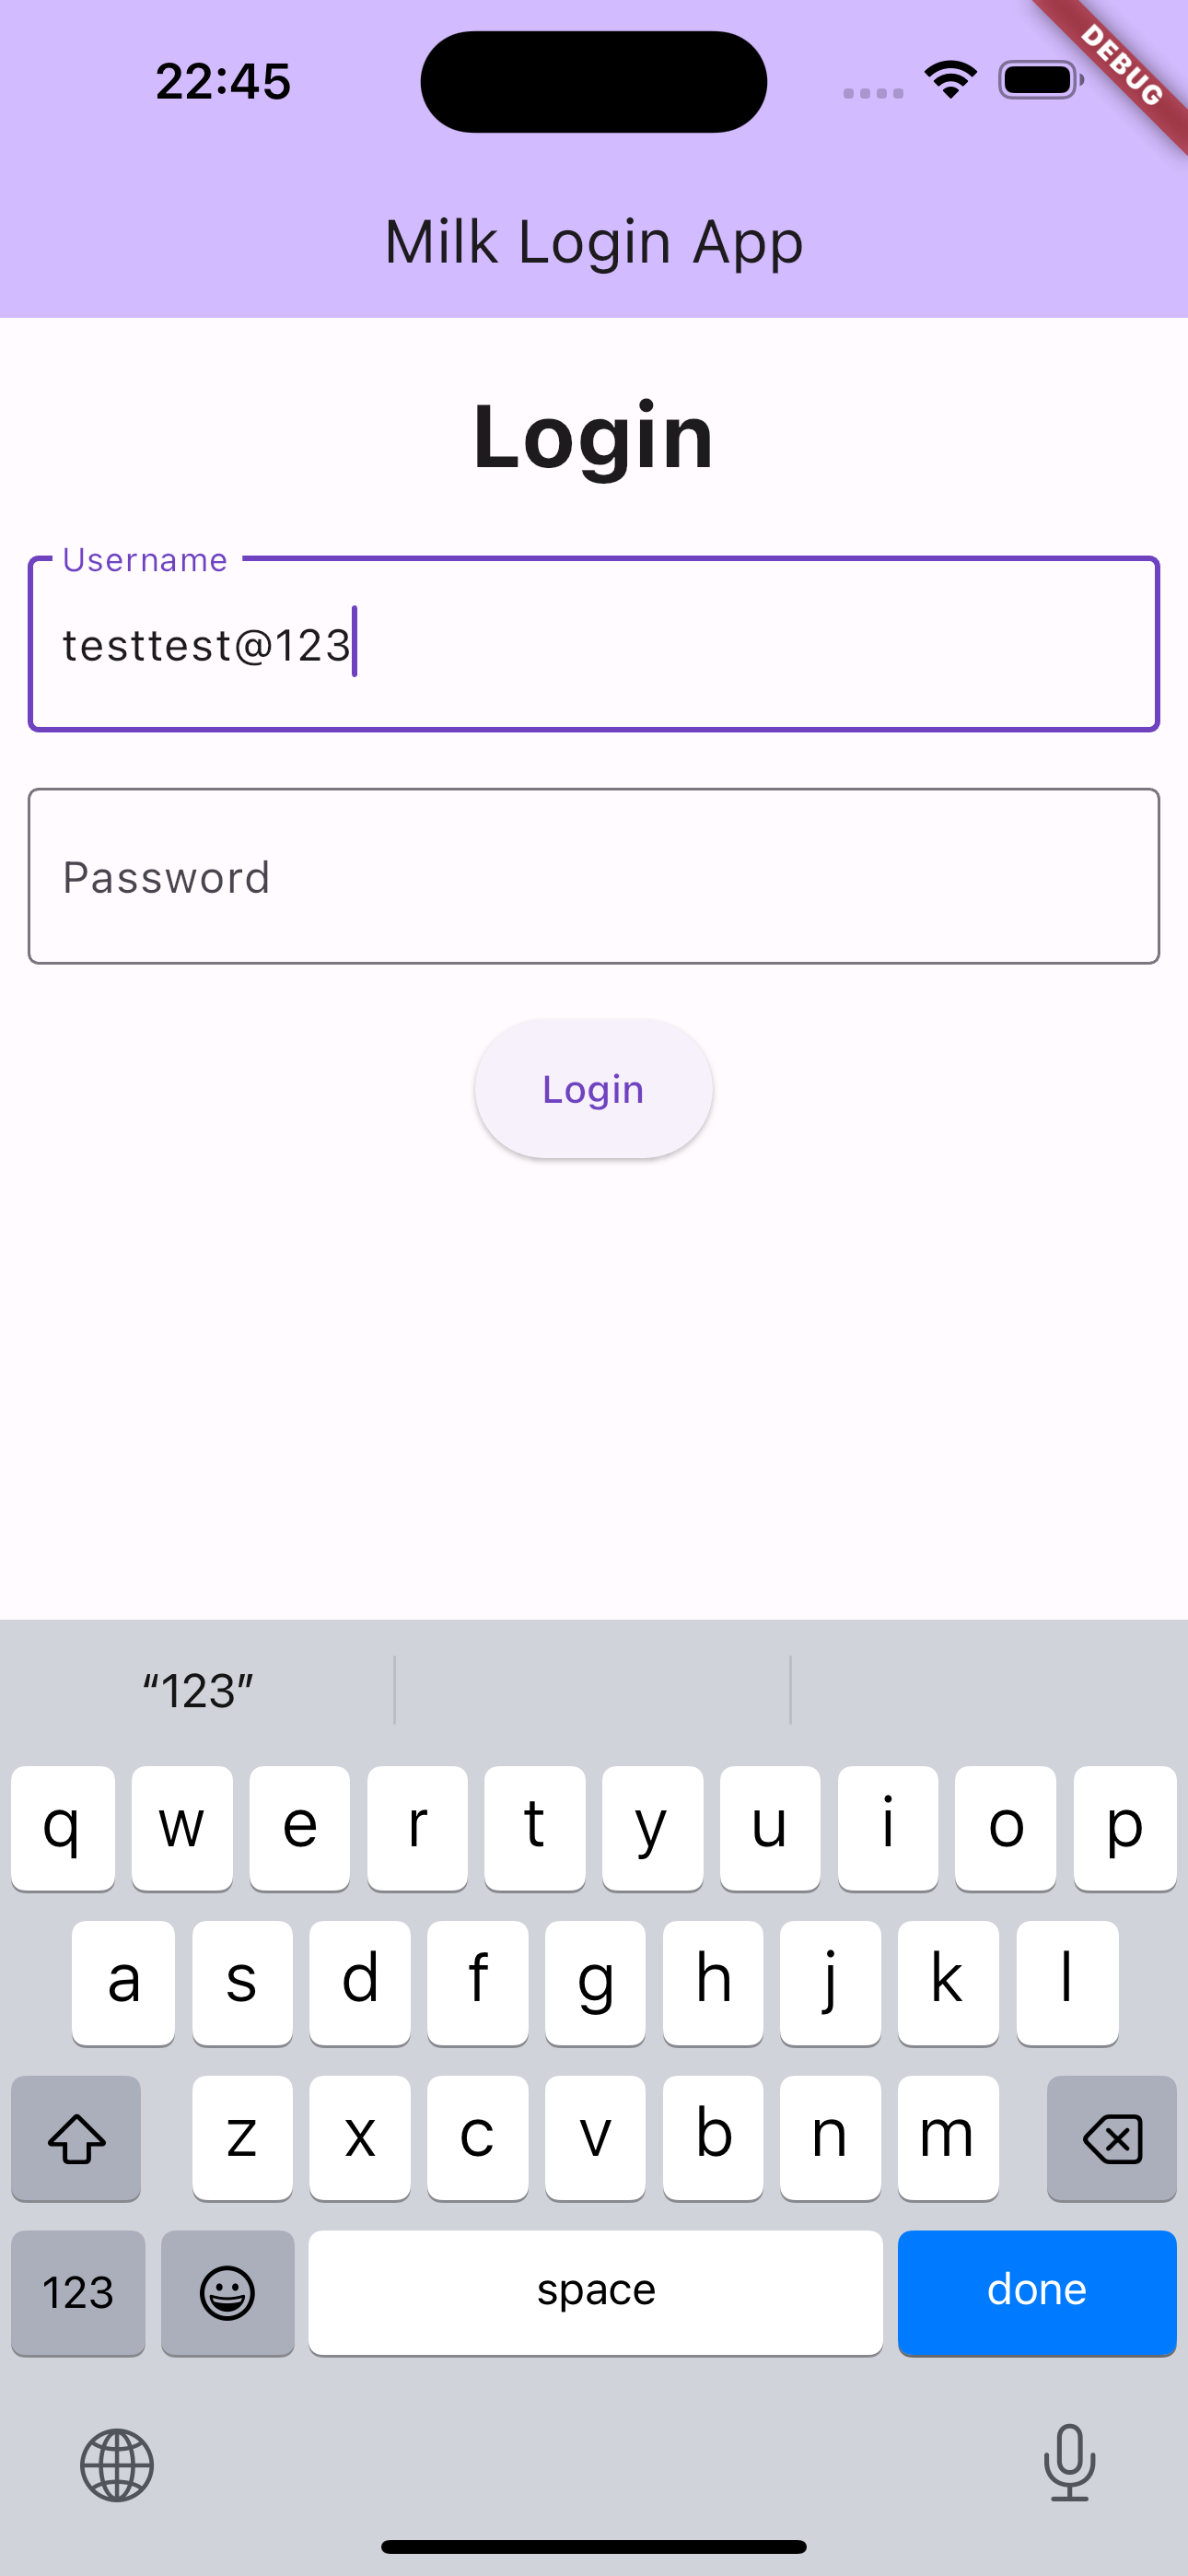 22:45
DEBUG
Milk Login App
Login
Username
testtest@123
Password
Login
“123”
q w e r t y u i o p
a s d f g h j k l
z x c v b n m
123 space done